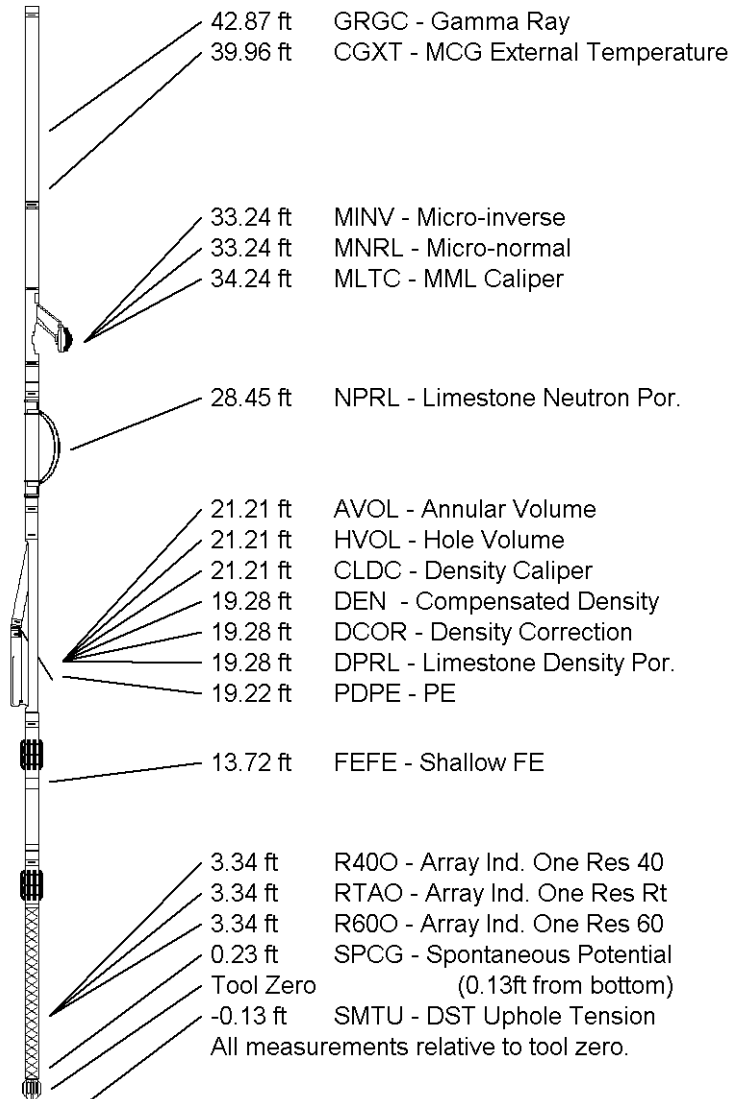 42.87 ft GRGC - Gamma Ray
39.96 ft CGXT - MCG External Temperature
33.24 ft MINV - Micro-inverse
33.24 ft MNRL - Micro-normal
34.24 ft MLTC - MML Caliper
28.45 ft NPRL - Limestone Neutron Por.
21.21 ft AVOL - Annular Volume
21.21 ft HVOL - Hole Volume
21.21 ft CLDC - Density Caliper
19.28 ft DEN - Compensated Density
19.28 ft DCOR - Density Correction
19.28 ft DPRL - Limestone Density Por.
19.22 ft PDPE - PE
13.72 ft FEFE - Shallow FE
3.34 ft R40O - Array Ind. One Res 40
3.34 ft RTAO - Array Ind. One Res Rt
3.34 ft R60O - Array Ind. One Res 60
0.23 ft SPCG - Spontaneous Potential
Tool Zero (0.13ft from bottom)
-0.13 ft SMTU - DST Uphole Tension
All measurements relative to tool zero.